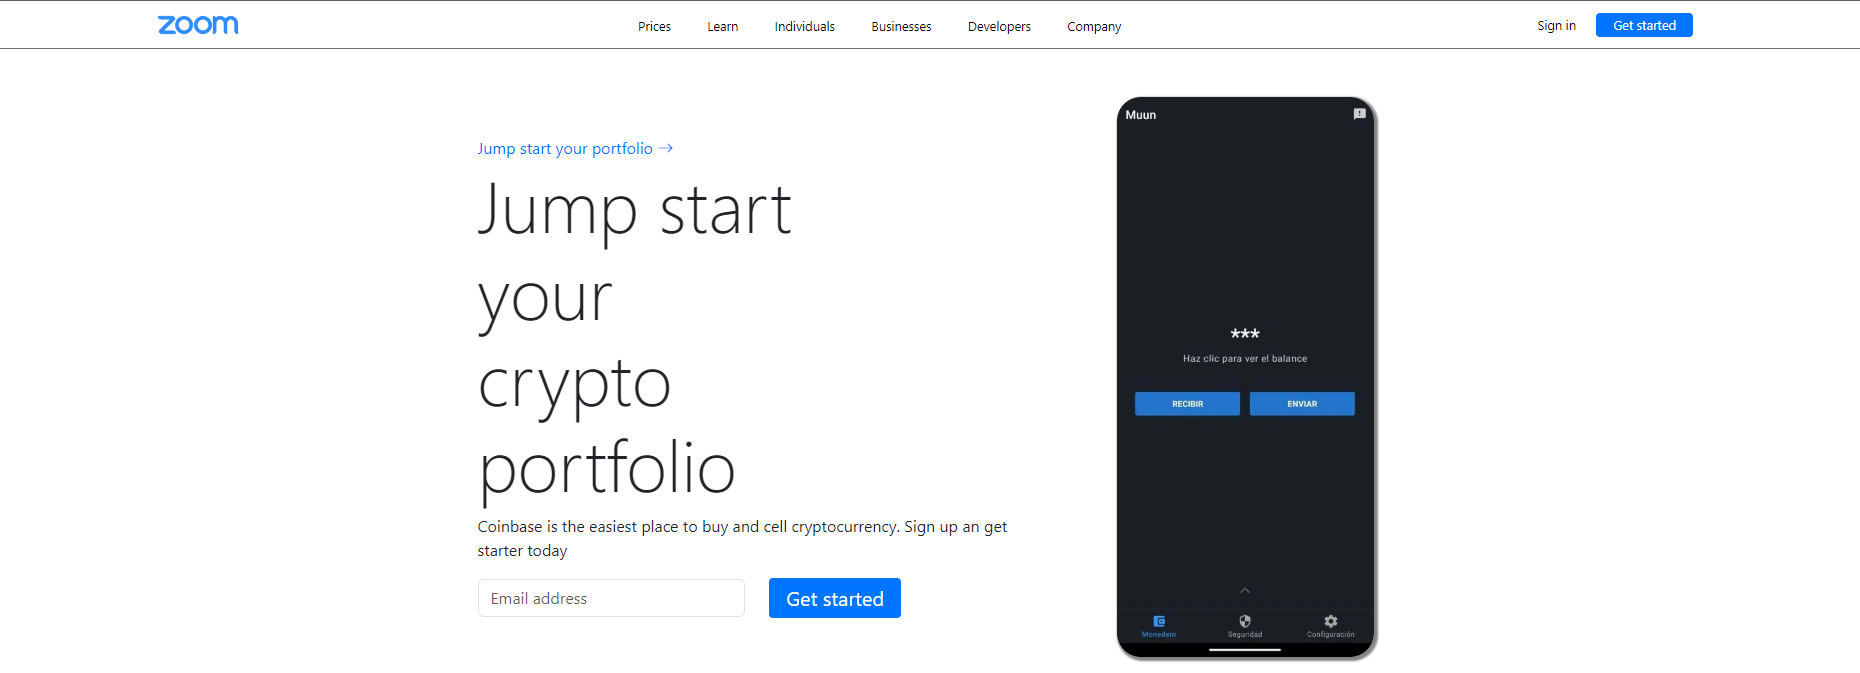 zoom
Prices Learn Individuals Businesses Developers Company
Sign in Get started
Jump start your portfolio →
Jump start
your
crypto
portfolio
Coinbase is the easiest place to buy and cell cryptocurrency. Sign up an get
starter today
Email address Get started
Muun
***
Haz clic para ver el balance
RECIBIR ENVIAR
Monedero Seguridad Configuración